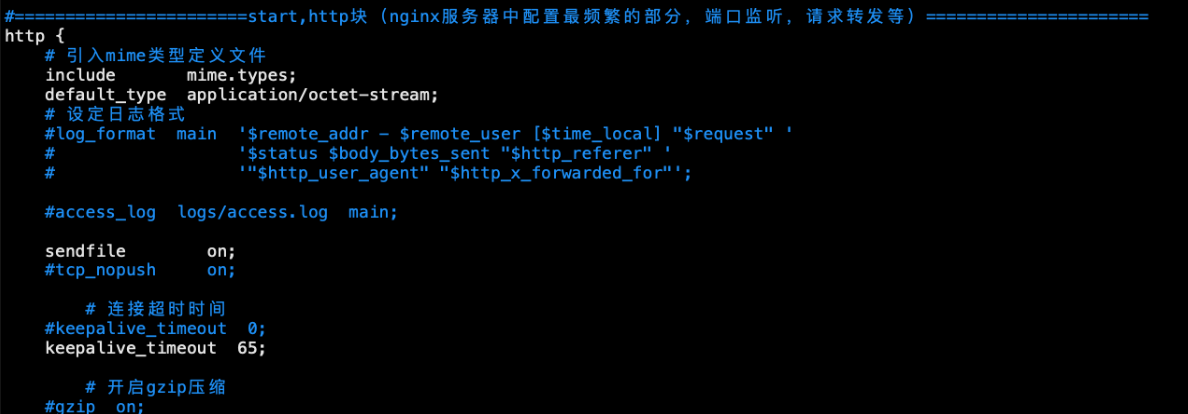 #=======================start,http块（nginx服务器中配置最频繁的部分，端口监听，请求转发等）======================
http {
    # 引入mime类型定义文件
    include       mime.types;
    default_type  application/octet-stream;
    # 设定日志格式
    #log_format  main  '$remote_addr - $remote_user [$time_local] "$request" '
    #                  '$status $body_bytes_sent "$http_referer" '
    #                  '"$http_user_agent" "$http_x_forwarded_for"';
    #access_log  logs/access.log  main;
    sendfile        on;
    #tcp_nopush     on;
        # 连接超时时间
    #keepalive_timeout  0;
    keepalive_timeout  65;
        # 开启gzip压缩
    #gzip  on;